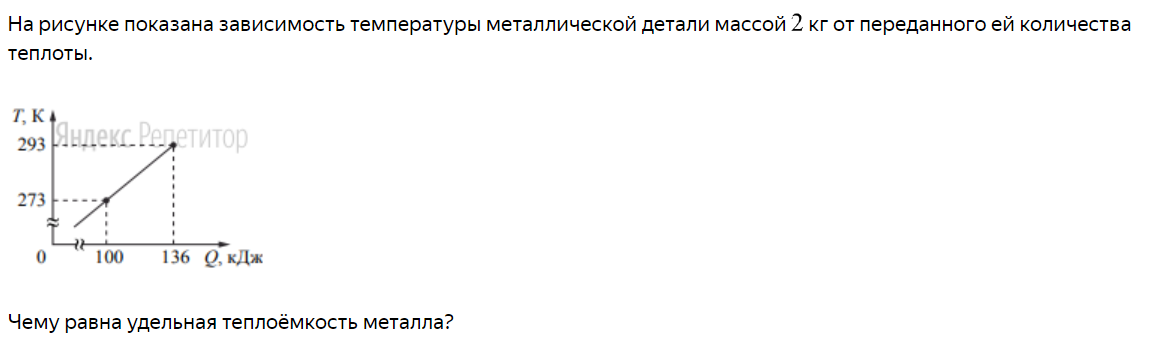 На рисунке показана зависимость температуры металлической детали массой 2 кг от переданного ей количества
теплоты.
T, К
Яндекс Репетитор
293
273
0 100 136 Q, кДж
Чему равна удельная теплоёмкость металла?